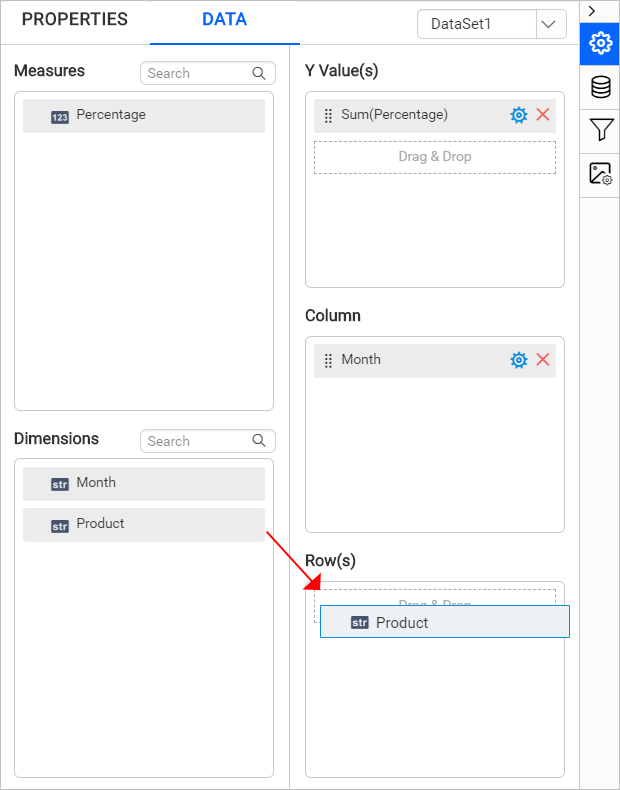 PROPERTIES
DATA
DataSet1
Measures
Search
123 Percentage
Dimensions
Search
str Month
str Product
Y Value(s)
Sum(Percentage)
Drag & Drop
Column
Month
Row(s)
Drag & Drop
str Product